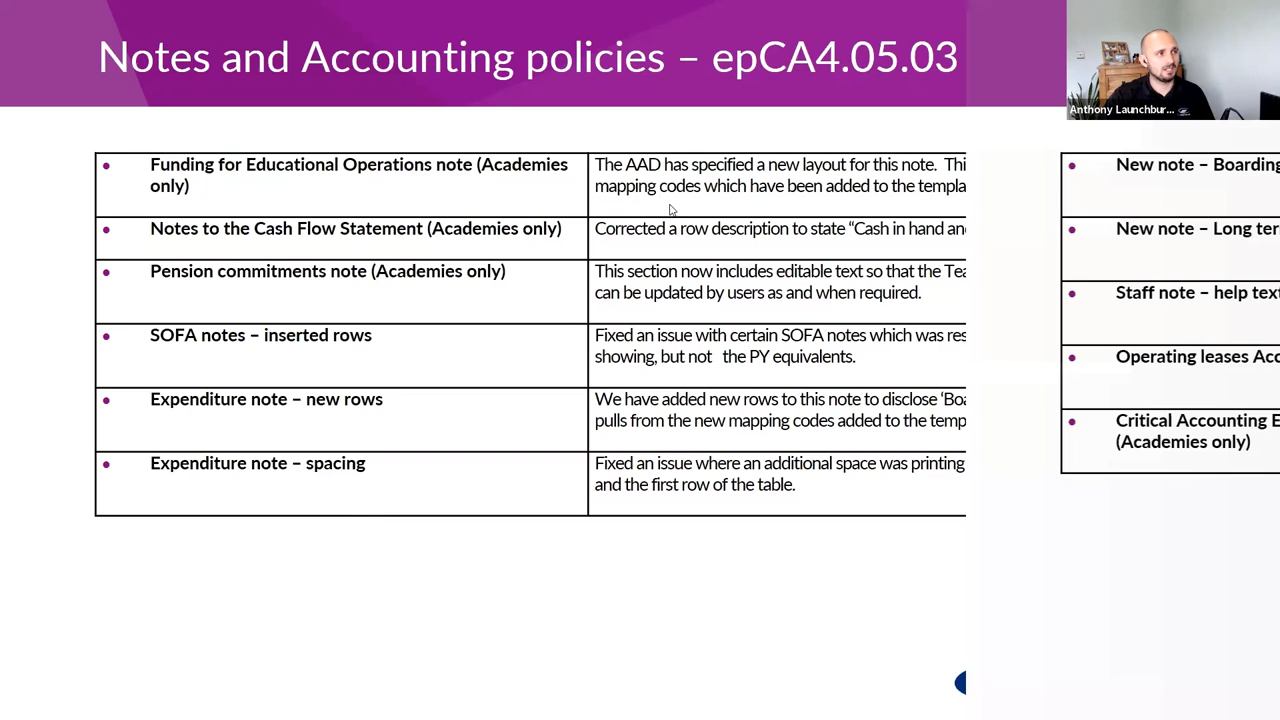 Notes and Accounting policies – epCA4.05.03
Anthony Launchbur...
• Funding for Educational Operations note (Academies
only)
The AAD has specified a new layout for this note. Thi
mapping codes which have been added to the templa
• Notes to the Cash Flow Statement (Academies only)
Corrected a row description to state “Cash in hand an
• Pension commitments note (Academies only)
This section now includes editable text so that the Tea
can be updated by users as and when required.
• SOFA notes – inserted rows
Fixed an issue with certain SOFA notes which was res
showing, but not the PY equivalents.
• Expenditure note – new rows
We have added new rows to this note to disclose ‘Boa
pulls from the new mapping codes added to the temp
• Expenditure note – spacing
Fixed an issue where an additional space was printing
and the first row of the table.
• New note – Boarding
• New note – Long ter
• Staff note – help text
• Operating leases Acc
• Critical Accounting E
(Academies only)